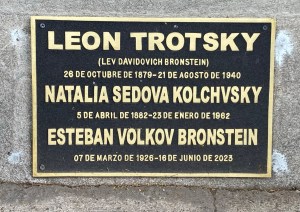 LEON TROTSKY
(LEV DAVIDOVICH BRONSTEIN)
26 DE OCTUBRE DE 1879-21 DE AGOSTO DE 1940
NATALIA SEDOVA KOLCHVSKY
5 DE ABRIL DE 1882-23 DE ENERO DE 1962
ESTEBAN VOLKOV BRONSTEIN
07 DE MARZO DE 1926-16 DE JUNIO DE 2023